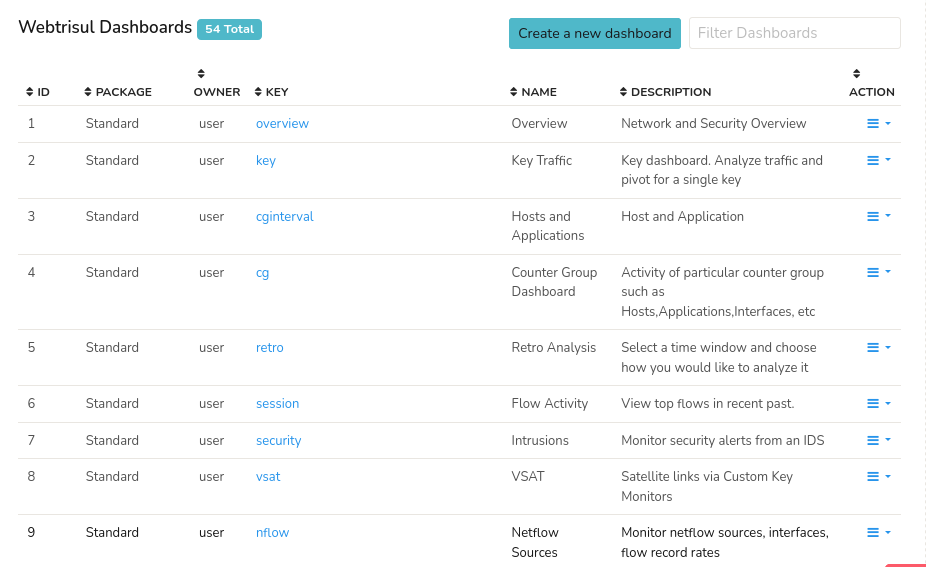 Webtrisul Dashboards 54 Total Create a new dashboard Filter Dashboards
ID PACKAGE OWNER KEY NAME DESCRIPTION ACTION
1 Standard user overview Overview Network and Security Overview
2 Standard user key Key Traffic Key dashboard. Analyze traffic and
pivot for a single key
3 Standard user cginterval Hosts and Host and Application
Applications
4 Standard user cg Counter Group Activity of particular counter group
Dashboard such as
Hosts,Applications,Interfaces, etc
5 Standard user retro Retro Analysis Select a time window and choose
how you would like to analyze it
6 Standard user session Flow Activity View top flows in recent past.
7 Standard user security Intrusions Monitor security alerts from an IDS
8 Standard user vsat VSAT Satellite links via Custom Key
Monitors
9 Standard user nflow Netflow Monitor netflow sources, interfaces,
Sources flow record rates